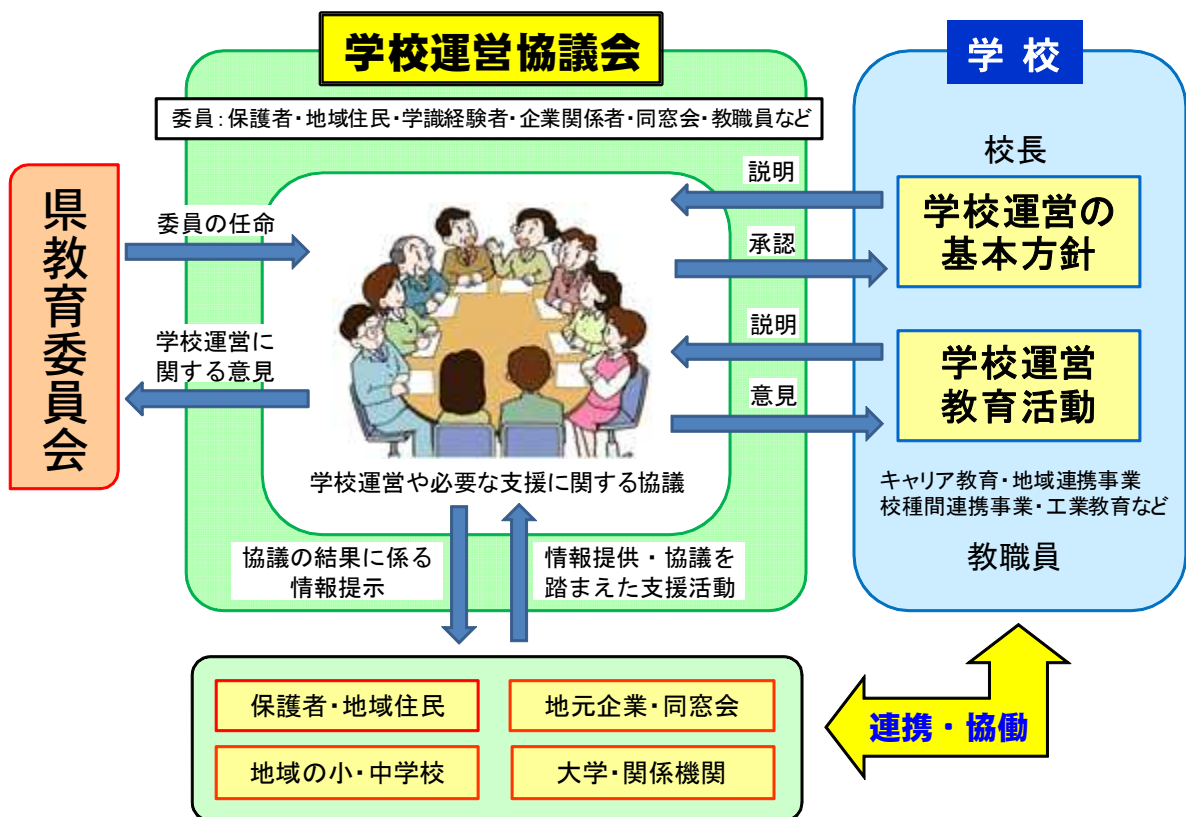 学校運営協議会
委員：保護者・地域住民・学識経験者・企業関係者・同窓会・教職員など
県教育委員会
委員の任命
学校運営に
関する意見
学校運営や必要な支援に関する協議
説明
承認
説明
意見
学校
校長
学校運営の
基本方針
学校運営
教育活動
キャリア教育・地域連携事業
校種間連携事業・工業教育など
教職員
協議の結果に係る
情報提示
情報提供・協議を
踏まえた支援活動
保護者・地域住民
地元企業・同窓会
地域の小・中学校
大学・関係機関
連携・協働